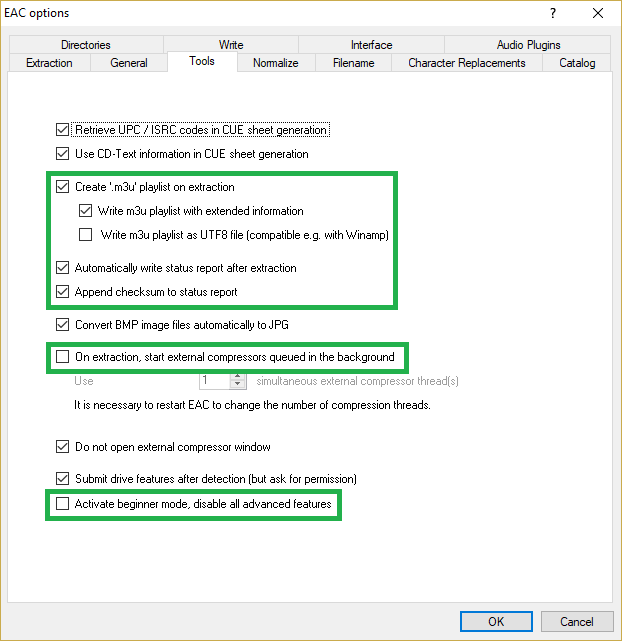 EAC options
Directories Write Interface Audio Plugins
Extraction General Tools Normalize Filename Character Replacements Catalog
Retrieve UPC / ISRC codes in CUE sheet generation
Use CD-Text information in CUE sheet generation
Create '.m3u' playlist on extraction
Write m3u playlist with extended information
Write m3u playlist as UTF8 file (compatible e.g. with Winamp)
Automatically write status report after extraction
Append checksum to status report
Convert BMP image files automatically to JPG
On extraction, start external compressors queued in the background
Use 1 simultaneous external compressor thread(s)
It is necessary to restart EAC to change the number of compression threads.
Do not open external compressor window
Submit drive features after detection (but ask for permission)
Activate beginner mode, disable all advanced features
OK Cancel